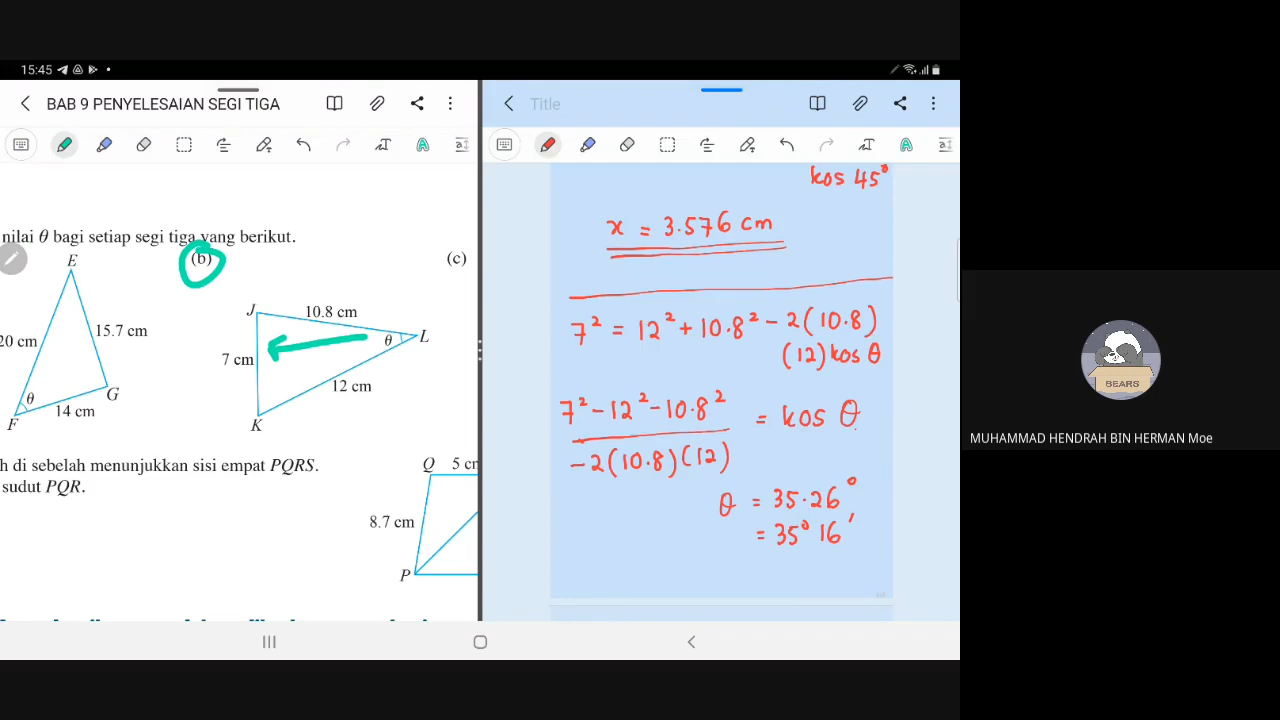 15:45
BAB 9 PENYELESAIAN SEGI TIGA
nilai θ bagi setiap segi tiga yang berikut.
E
20 cm
15.7 cm
θ
G
F
14 cm
(b)
J
10.8 cm
θ
L
7 cm
12 cm
K
(c)
h di sebelah menunjukkan sisi empat PQRS.
sudut PQR.
Q 5 cm
8.7 cm
P
Title
kos 45°
x = 3.576 cm
7² = 12² + 10.8² - 2(10.8)
(12) kos θ
7² - 12² - 10.8²
= kos θ
-2(10.8)(12)
θ = 35.26°
= 35° 16'
BEARS
MUHAMMAD HENDRAH BIN HERMAN Moe